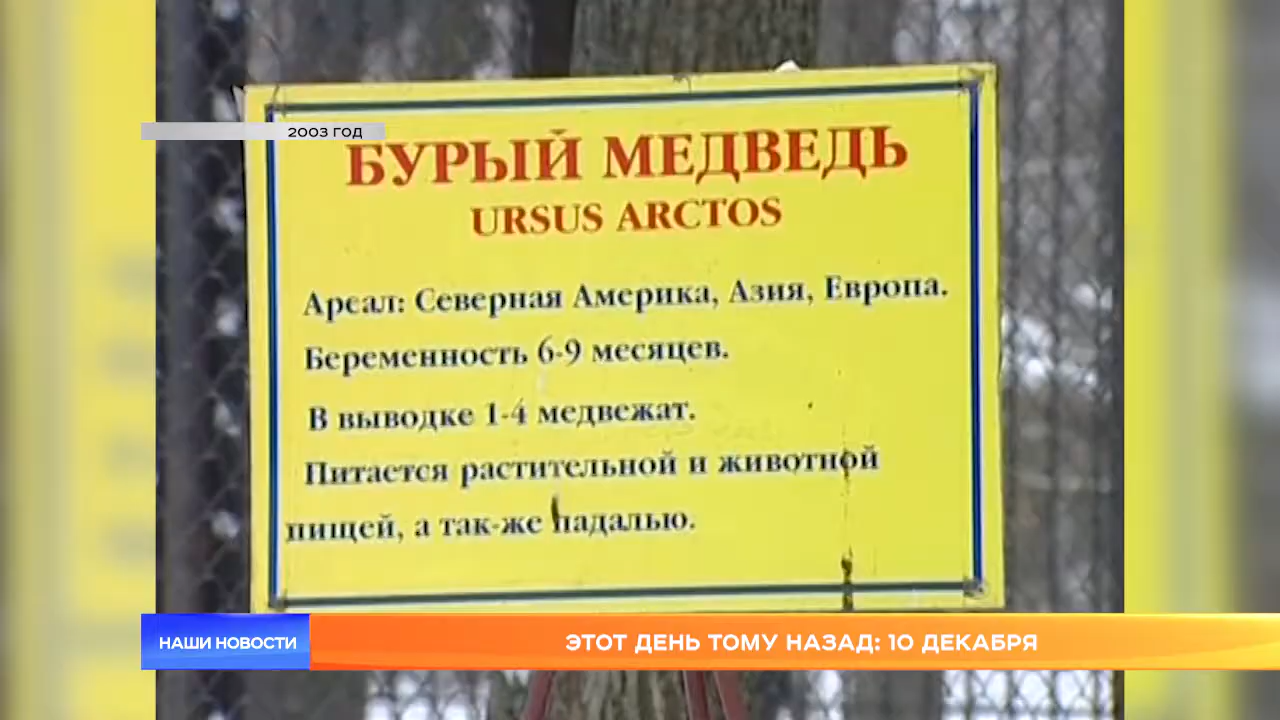 2003 ГОД
БУРЫЙ МЕДВЕДЬ
URSUS ARCTOS
Ареал: Северная Америка, Азия, Европа.
Беременность 6-9 месяцев.
В выводке 1-4 медвежат.
Питается растительной и животной
пищей, а так-же падалью.
НАШИ НОВОСТИ
ЭТОТ ДЕНЬ ТОМУ НАЗАД: 10 ДЕКАБРЯ